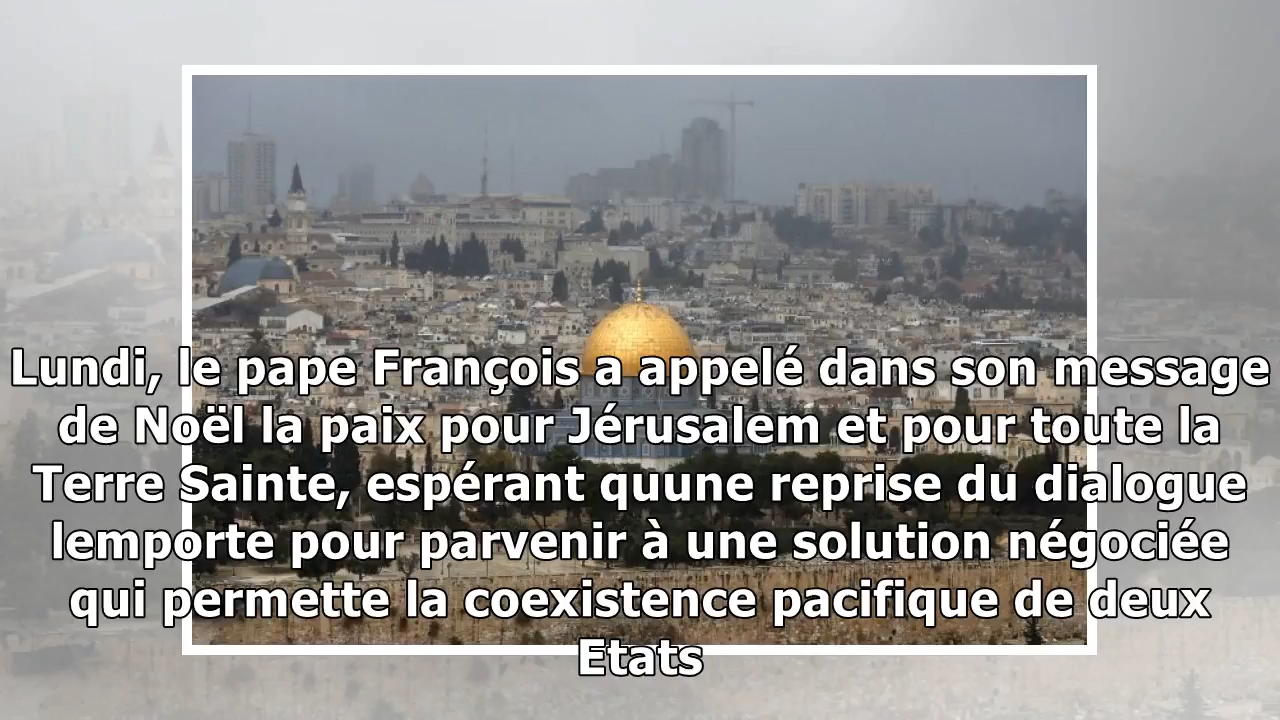 Lundi, le pape François a appelé dans son message
de Noël la paix pour Jérusalem et pour toute la
Terre Sainte, espérant quune reprise du dialogue
lemporte pour parvenir à une solution négociée
qui permette la coexistence pacifique de deux
Etats